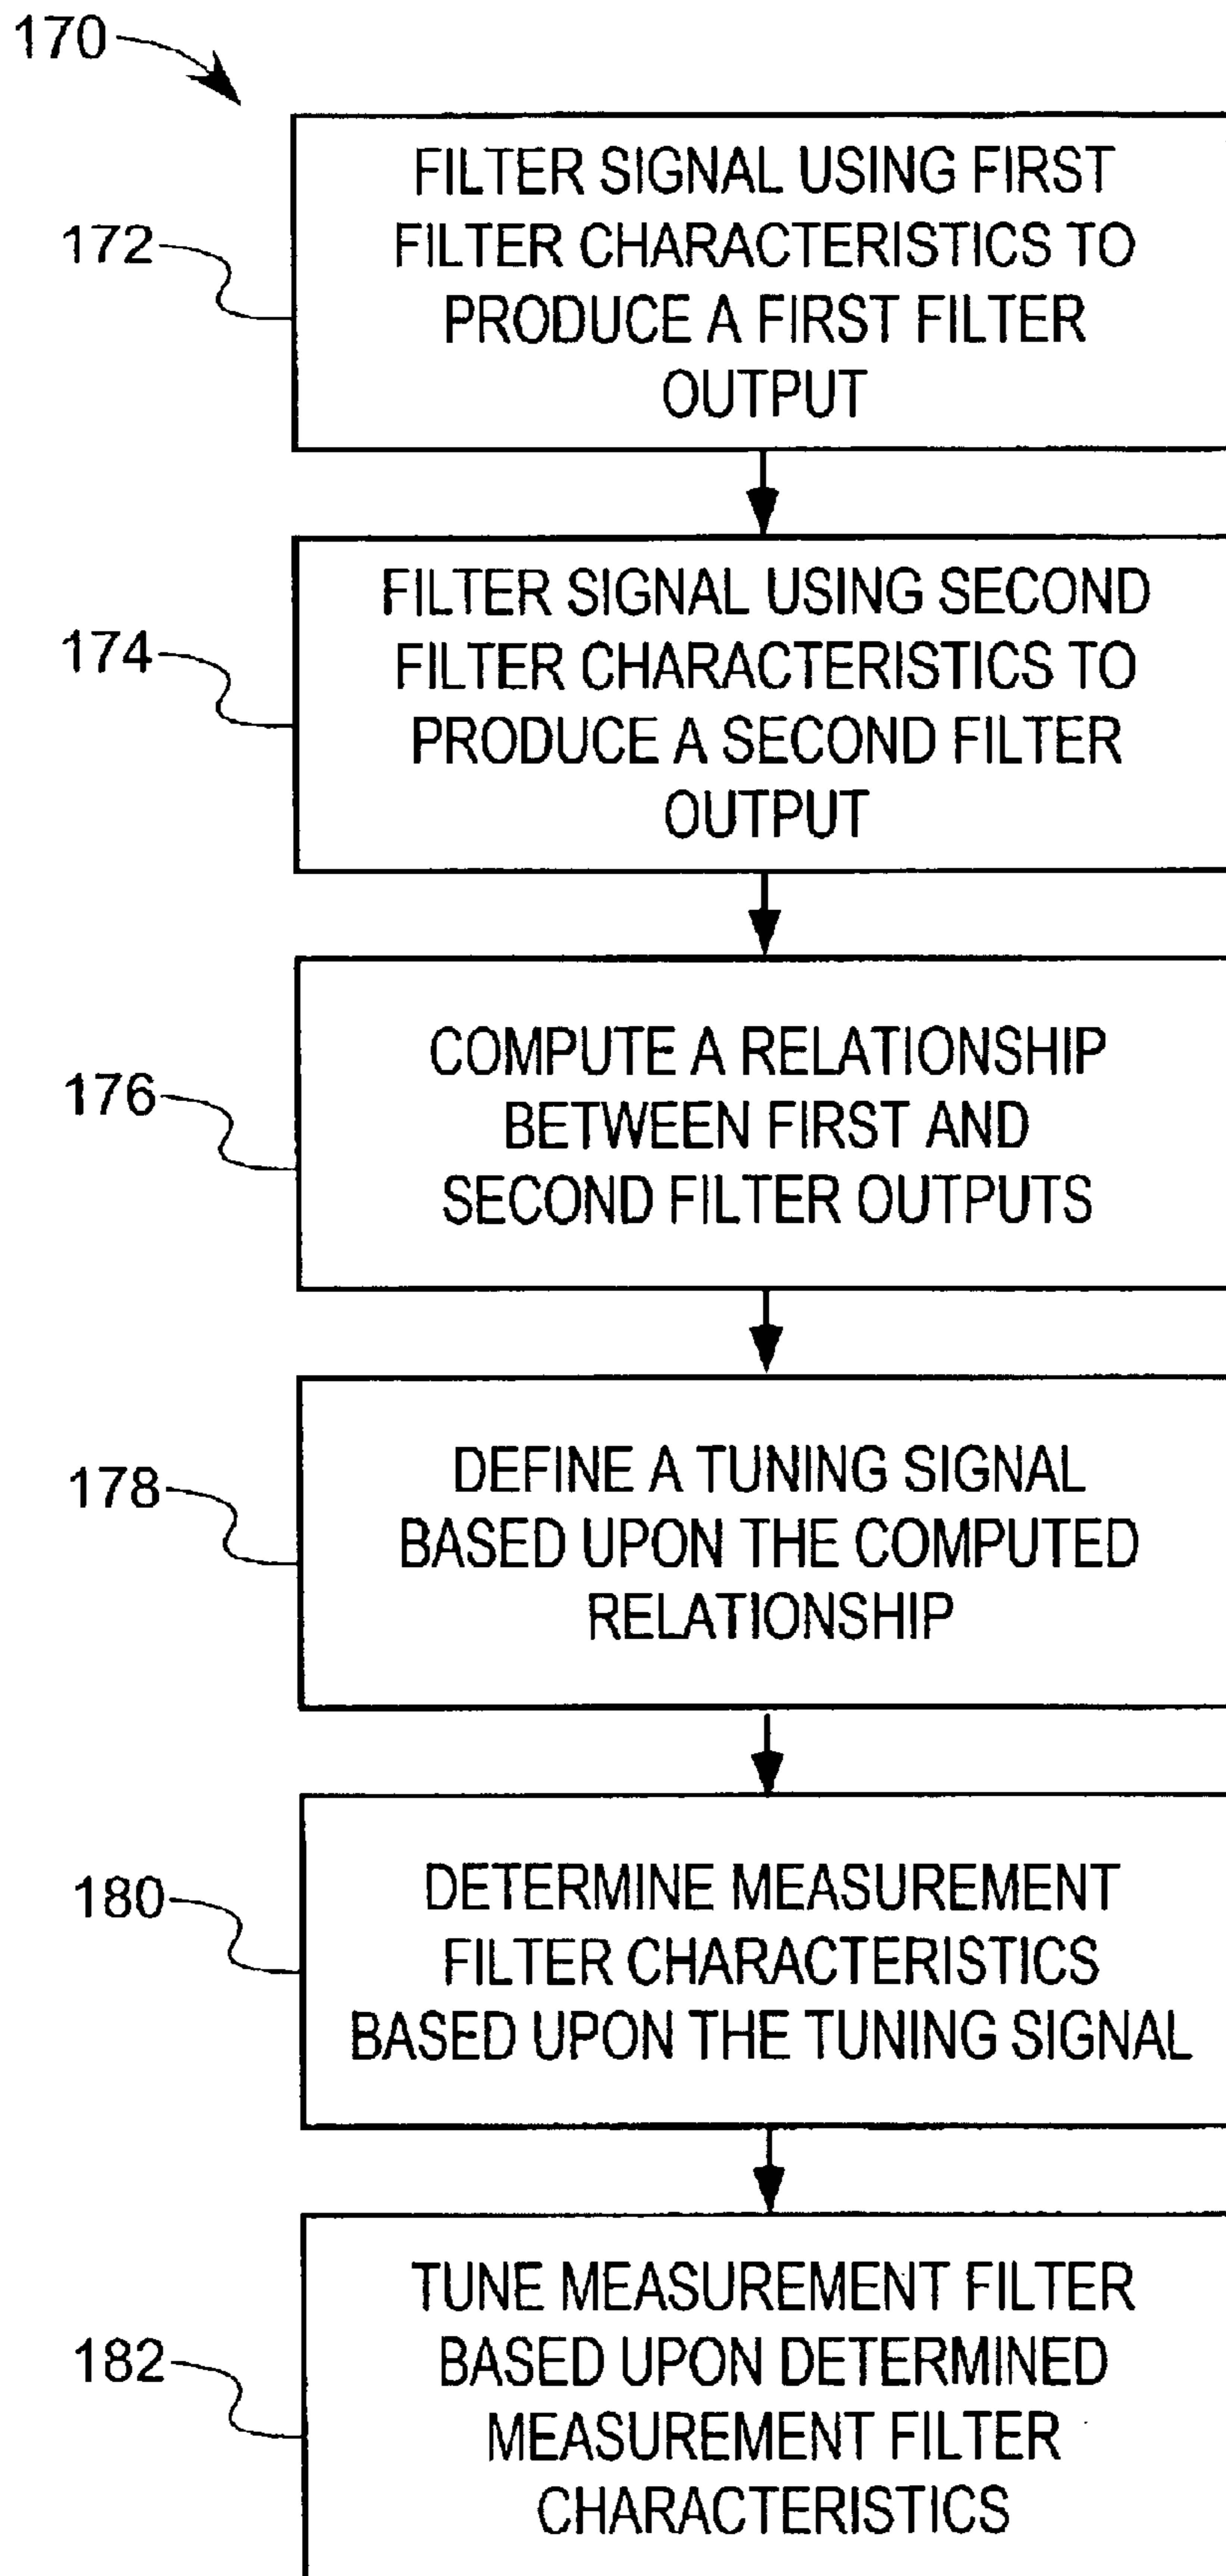 170
172
FILTER SIGNAL USING FIRST
FILTER CHARACTERISTICS TO
PRODUCE A FIRST FILTER
OUTPUT
174
FILTER SIGNAL USING SECOND
FILTER CHARACTERISTICS TO
PRODUCE A SECOND FILTER
OUTPUT
176
COMPUTE A RELATIONSHIP
BETWEEN FIRST AND
SECOND FILTER OUTPUTS
178
DEFINE A TUNING SIGNAL
BASED UPON THE COMPUTED
RELATIONSHIP
180
DETERMINE MEASUREMENT
FILTER CHARACTERISTICS
BASED UPON THE TUNING SIGNAL
182
TUNE MEASUREMENT FILTER
BASED UPON DETERMINED
MEASUREMENT FILTER
CHARACTERISTICS